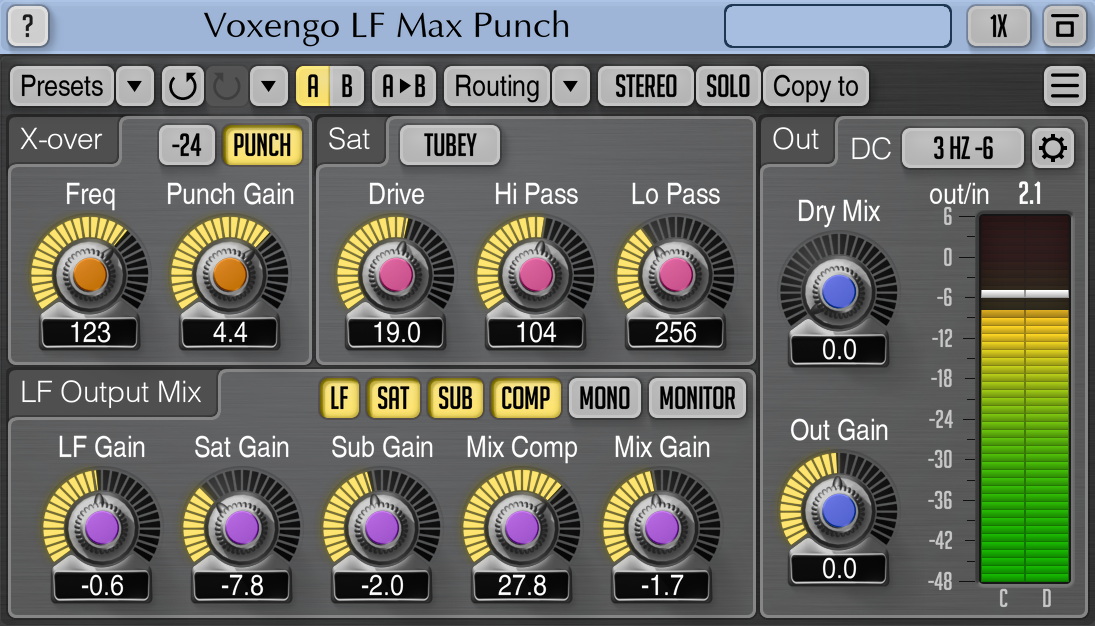 ? Voxengo LF Max Punch 1X
Presets A B A▶B Routing STEREO SOLO Copy to
X-over -24 PUNCH
Freq Punch Gain
123 4.4
Sat TUBEY
Drive Hi Pass Lo Pass
19.0 104 256
LF Output Mix LF SAT SUB COMP MONO MONITOR
LF Gain Sat Gain Sub Gain Mix Comp Mix Gain
-0.6 -7.8 -2.0 27.8 -1.7
Out DC 3 HZ -6
Dry Mix
0.0
Out Gain
0.0
out/in 2.1
6
0
-6
-12
-18
-24
-30
-36
-42
-48
C D